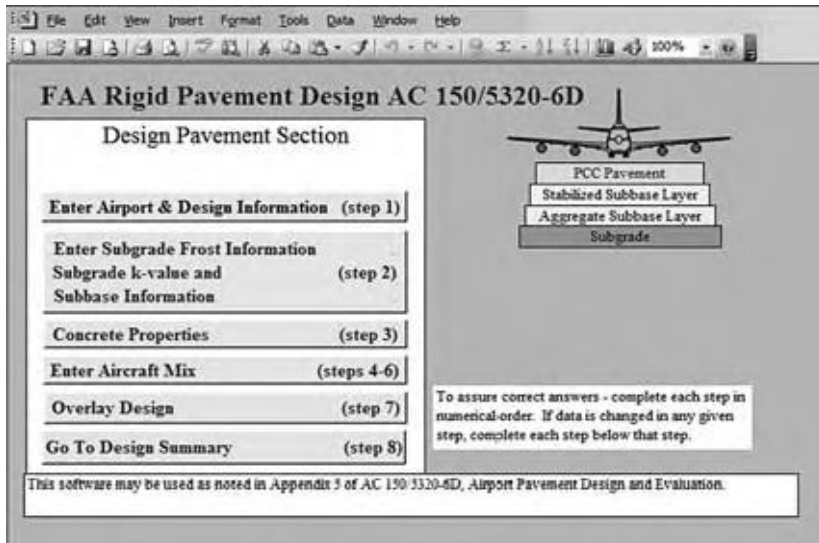 File Edit View Insert Format Tools Data Window Help
100%
FAA Rigid Pavement Design AC 150/5320-6D
Design Pavement Section
Enter Airport & Design Information (step 1)
Enter Subgrade Frost Information
Subgrade k-value and (step 2)
Subbase Information
Concrete Properties (step 3)
Enter Aircraft Mix (steps 4-6)
Overlay Design (step 7)
Go To Design Summary (step 8)
PCC Pavement
Stabilized Subbase Layer
Aggregate Subbase Layer
Subgrade
To assure correct answers - complete each step in
numerical-order. If data is changed in any given
step, complete each step below that step.
This software may be used as noted in Appendix 5 of AC 150/5320-6D, Airport Pavement Design and Evaluation.